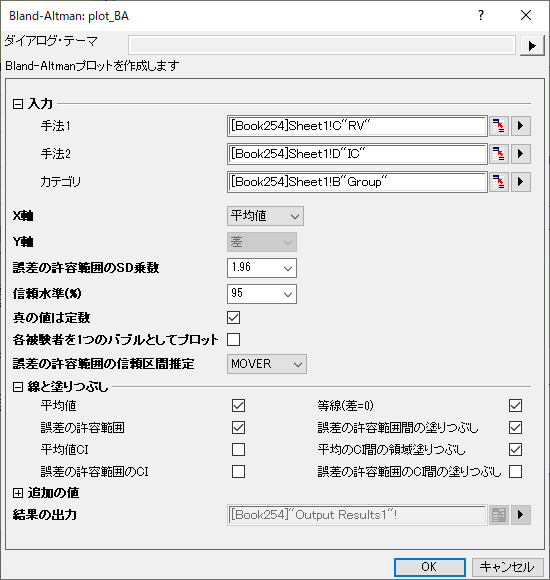 Bland-Altman: plot_BA
ダイアログ・テーマ
Bland-Altmanプロットを作成します
入力
手法1 [Book254]Sheet1!C"RV"
手法2 [Book254]Sheet1!D"IC"
カテゴリ [Book254]Sheet1!B"Group"
X軸 平均値
Y軸 差
誤差の許容範囲のSD乗数 1.96
信頼水準(%) 95
真の値は定数
各被験者を1つのバブルとしてプロット
誤差の許容範囲の信頼区間推定 MOVER
線と塗りつぶし
平均値 等線(差=0)
誤差の許容範囲 誤差の許容範囲間の塗りつぶし
平均値CI 平均のCI間の領域塗りつぶし
誤差の許容範囲のCI 誤差の許容範囲のCI間の塗りつぶし
追加の値
結果の出力 [Book254]"Output Results1"!
OK キャンセル